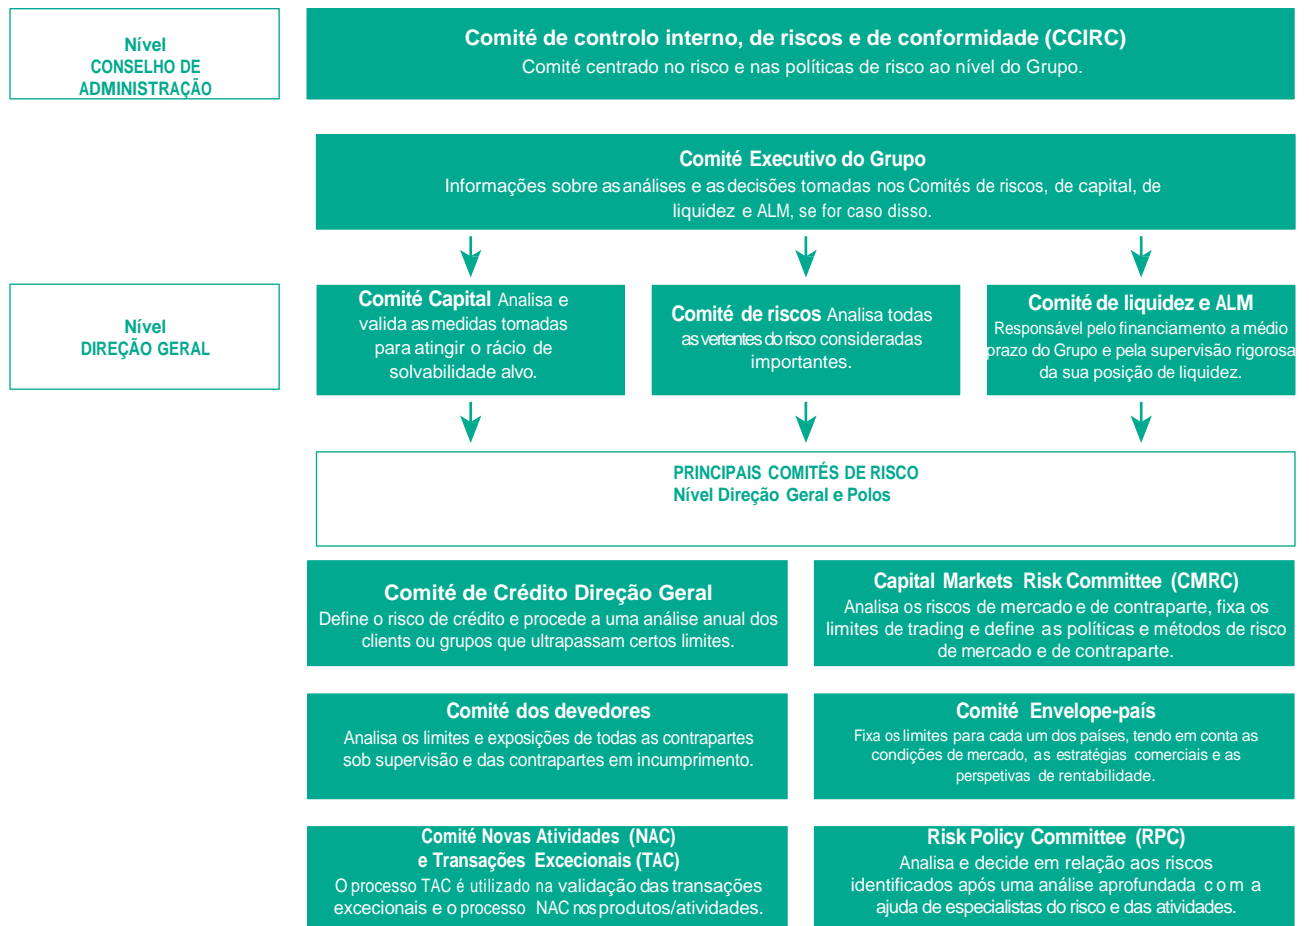 Nível
CONSELHO DE
ADMINISTRAÇÃO
Comité de controlo interno, de riscos e de conformidade (CCIRC)
Comité centrado no risco e nas políticas de risco ao nível do Grupo.
Comité Executivo do Grupo
Informações sobre as análises e as decisões tomadas nos Comités de riscos, de capital, de
liquidez e ALM, se for caso disso.
Nível
DIREÇÃO GERAL
Comité Capital Analisa e
valida as medidas tomadas
para atingir o rácio de
solvabilidade alvo.
Comité de riscos Analisa todas
as vertentes do risco consideradas
importantes.
Comité de liquidez e ALM
Responsável pelo financiamento a médio
prazo do Grupo e pela supervisão rigorosa
da sua posição de liquidez.
PRINCIPAIS COMITÉS DE RISCO
Nível Direção Geral e Polos
Comité de Crédito Direção Geral
Define o risco de crédito e procede a uma análise anual dos
clients ou grupos que ultrapassam certos limites.
Capital Markets Risk Committee (CMRC)
Analisa os riscos de mercado e de contraparte, fixa os
limites de trading e define as políticas e métodos de risco
de mercado e de contraparte.
Comité dos devedores
Analisa os limites e exposições de todas as contrapartes
sob supervisão e das contrapartes em incumprimento.
Comité Envelope-país
Fixa os limites para cada um dos países, tendo em conta as
condições de mercado, as estratégias comerciais e as
perspetivas de rentabilidade.
Comité Novas Atividades (NAC)
e Transações Excecionais (TAC)
O processo TAC é utilizado na validação das transações
excecionais e o processo NAC nos produtos/atividades.
Risk Policy Committee (RPC)
Analisa e decide em relação aos riscos
identificados após uma análise aprofundada com a
ajuda de especialistas do risco e das atividades.